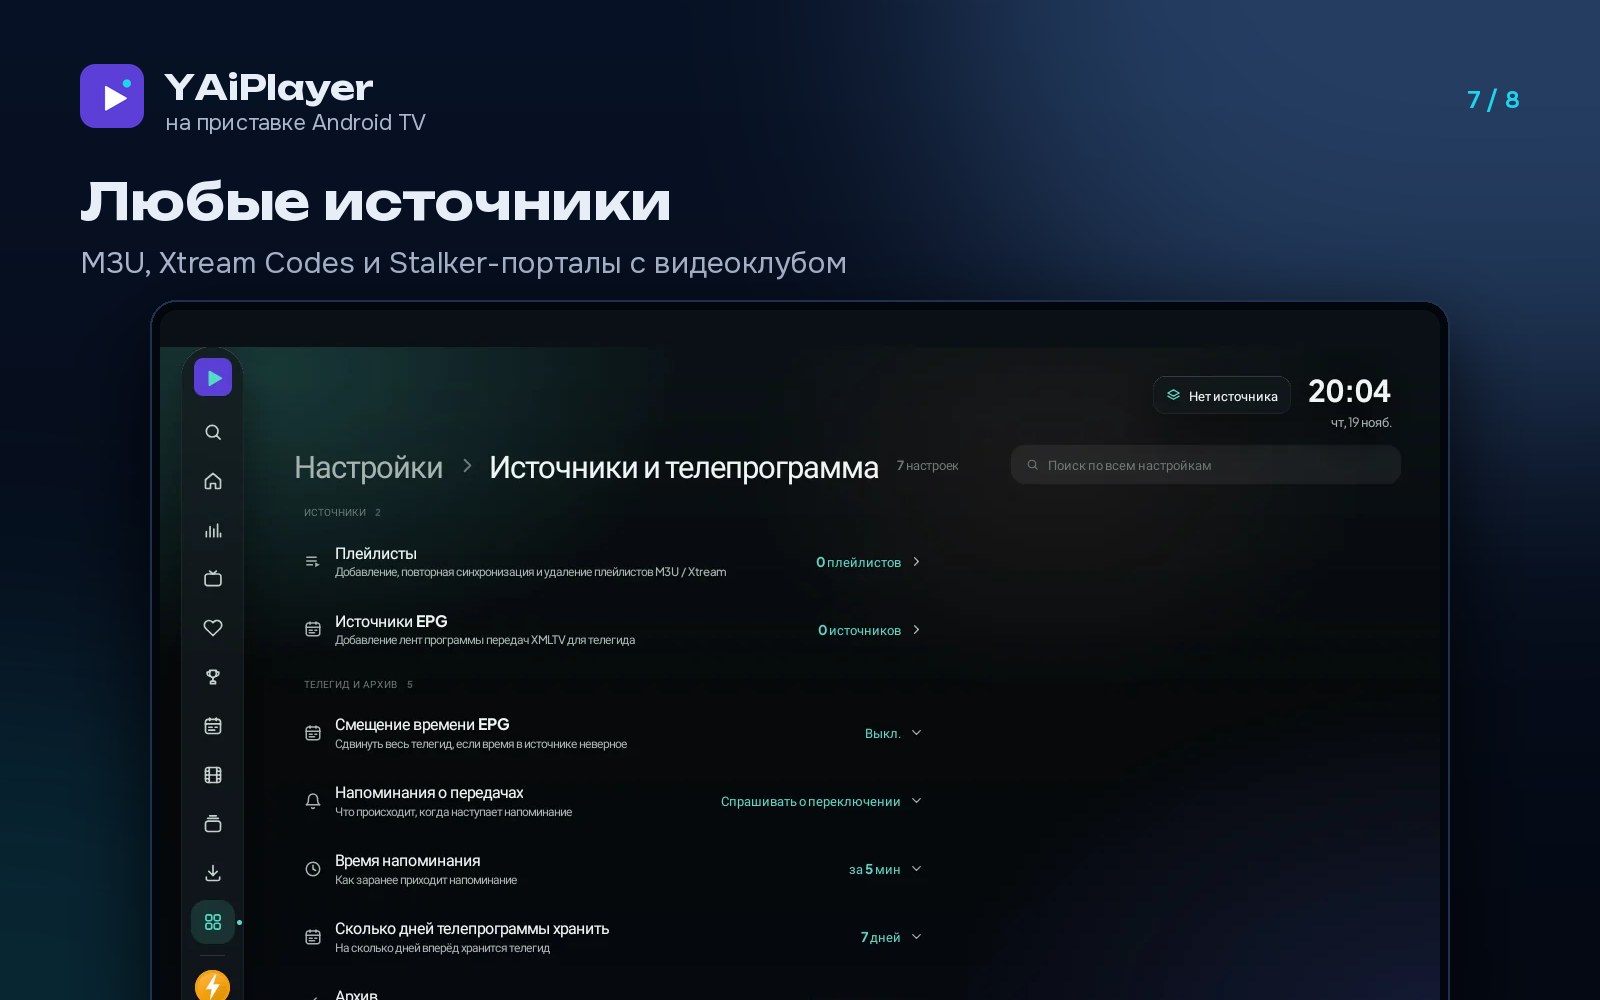 YAiPlayer
на приставке Android TV
7 / 8
Любые источники
M3U, Xtream Codes и Stalker-порталы с видеоклубом
Нет источника
20:04
чт, 19 нояб.
Настройки > Источники и телепрограмма 7 настроек
Поиск по всем настройкам
ИСТОЧНИКИ 2
Плейлисты
Добавление, повторная синхронизация и удаление плейлистов M3U / Xtream
0 плейлистов
Источники EPG
Добавление лент программы передач XMLTV для телегида
0 источников
ТЕЛЕГИД И АРХИВ 5
Смещение времени EPG
Сдвинуть весь телегид, если время в источнике неверное
Выкл.
Напоминания о передачах
Что происходит, когда наступает напоминание
Спрашивать о переключении
Время напоминания
Как заранее приходит напоминание
за 5 мин
Сколько дней телепрограммы хранить
На сколько дней вперёд хранится телегид
7 дней
Архив